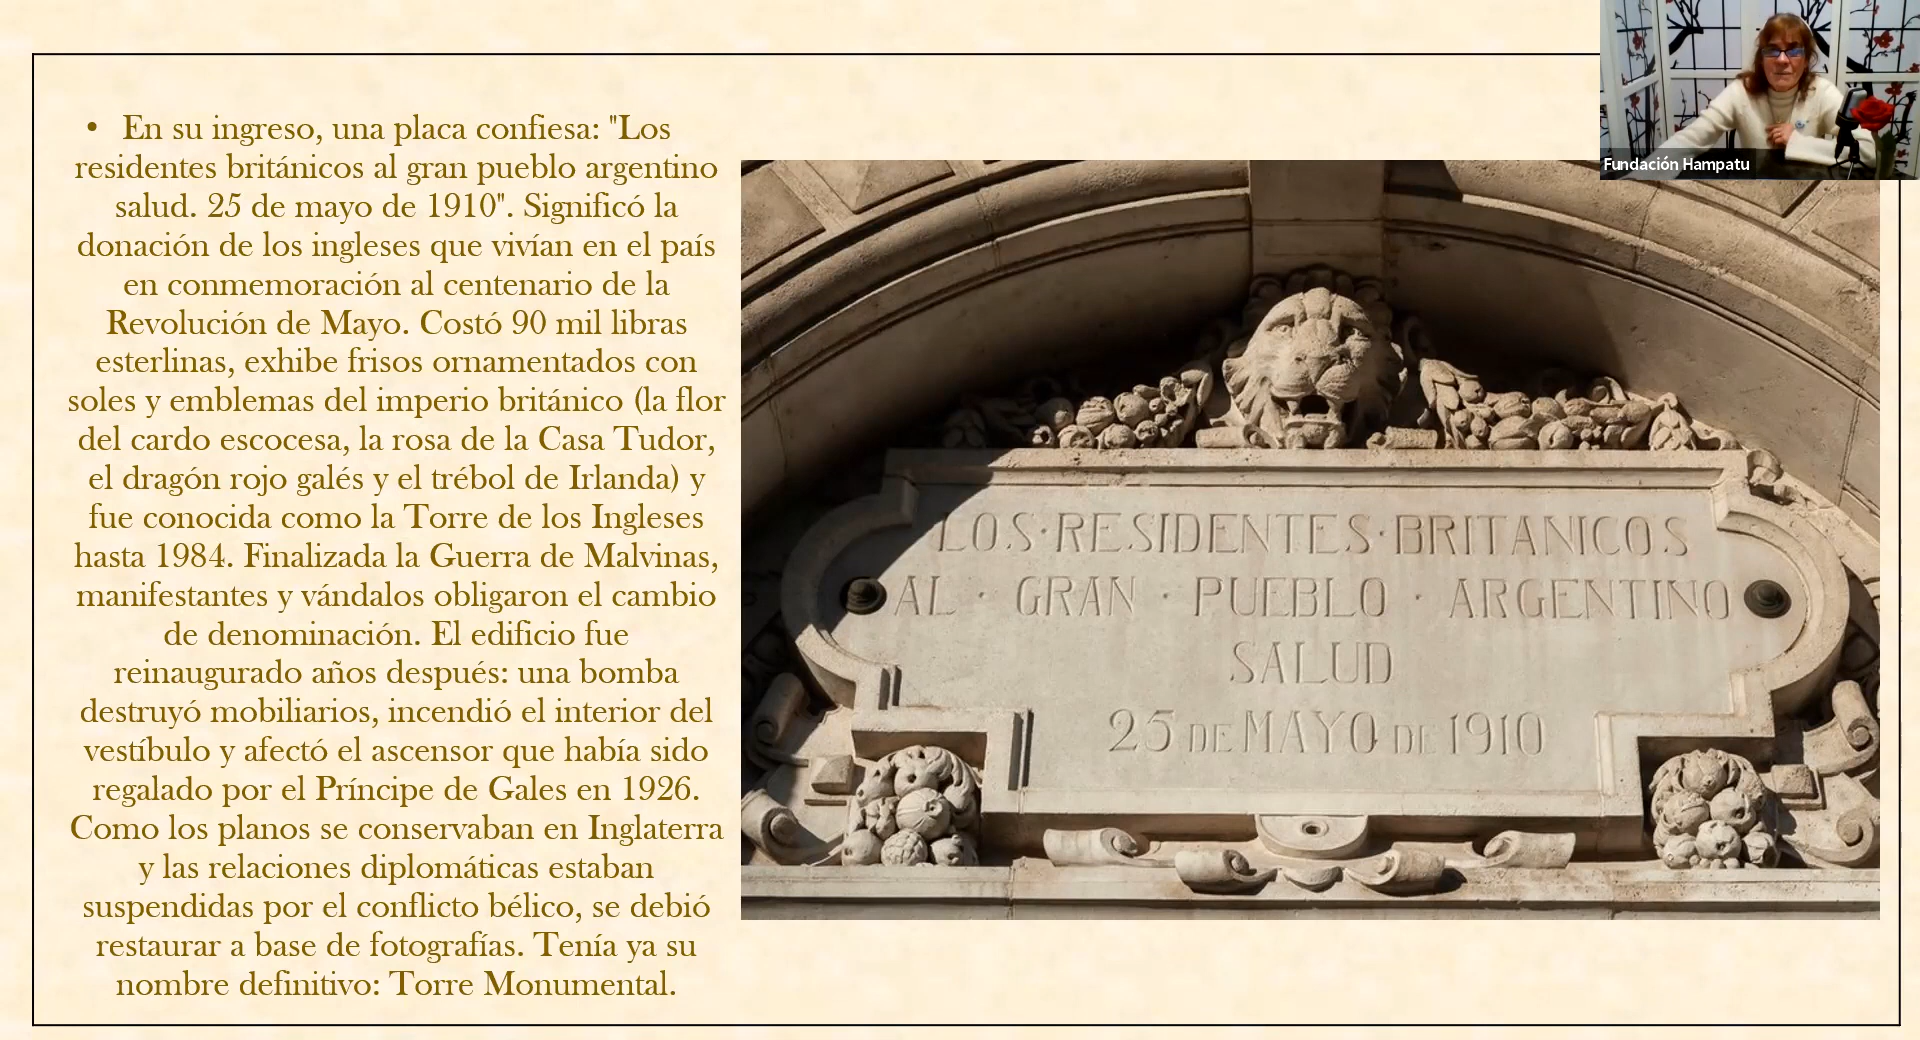 • En su ingreso, una placa confiesa: "Los
residentes británicos al gran pueblo argentino
salud. 25 de mayo de 1910". Significó la
donación de los ingleses que vivían en el país
en conmemoración al centenario de la
Revolución de Mayo. Costó 90 mil libras
esterlinas, exhibe frisos ornamentados con
soles y emblemas del imperio británico (la flor
del cardo escocesa, la rosa de la Casa Tudor,
el dragón rojo galés y el trébol de Irlanda) y
fue conocida como la Torre de los Ingleses
hasta 1984. Finalizada la Guerra de Malvinas,
manifestantes y vándalos obligaron el cambio
de denominación. El edificio fue
reinaugurado años después: una bomba
destruyó mobiliarios, incendió el interior del
vestíbulo y afectó el ascensor que había sido
regalado por el Príncipe de Gales en 1926.
Como los planos se conservaban en Inglaterra
y las relaciones diplomáticas estaban
suspendidas por el conflicto bélico, se debió
restaurar a base de fotografías. Tenía ya su
nombre definitivo: Torre Monumental.
Fundación Hampatu
LOS·RESIDENTES·BRITANICOS
AL · GRAN · PUEBLO · ARGENTINO
SALUD
25 DE MAYO DE 1910